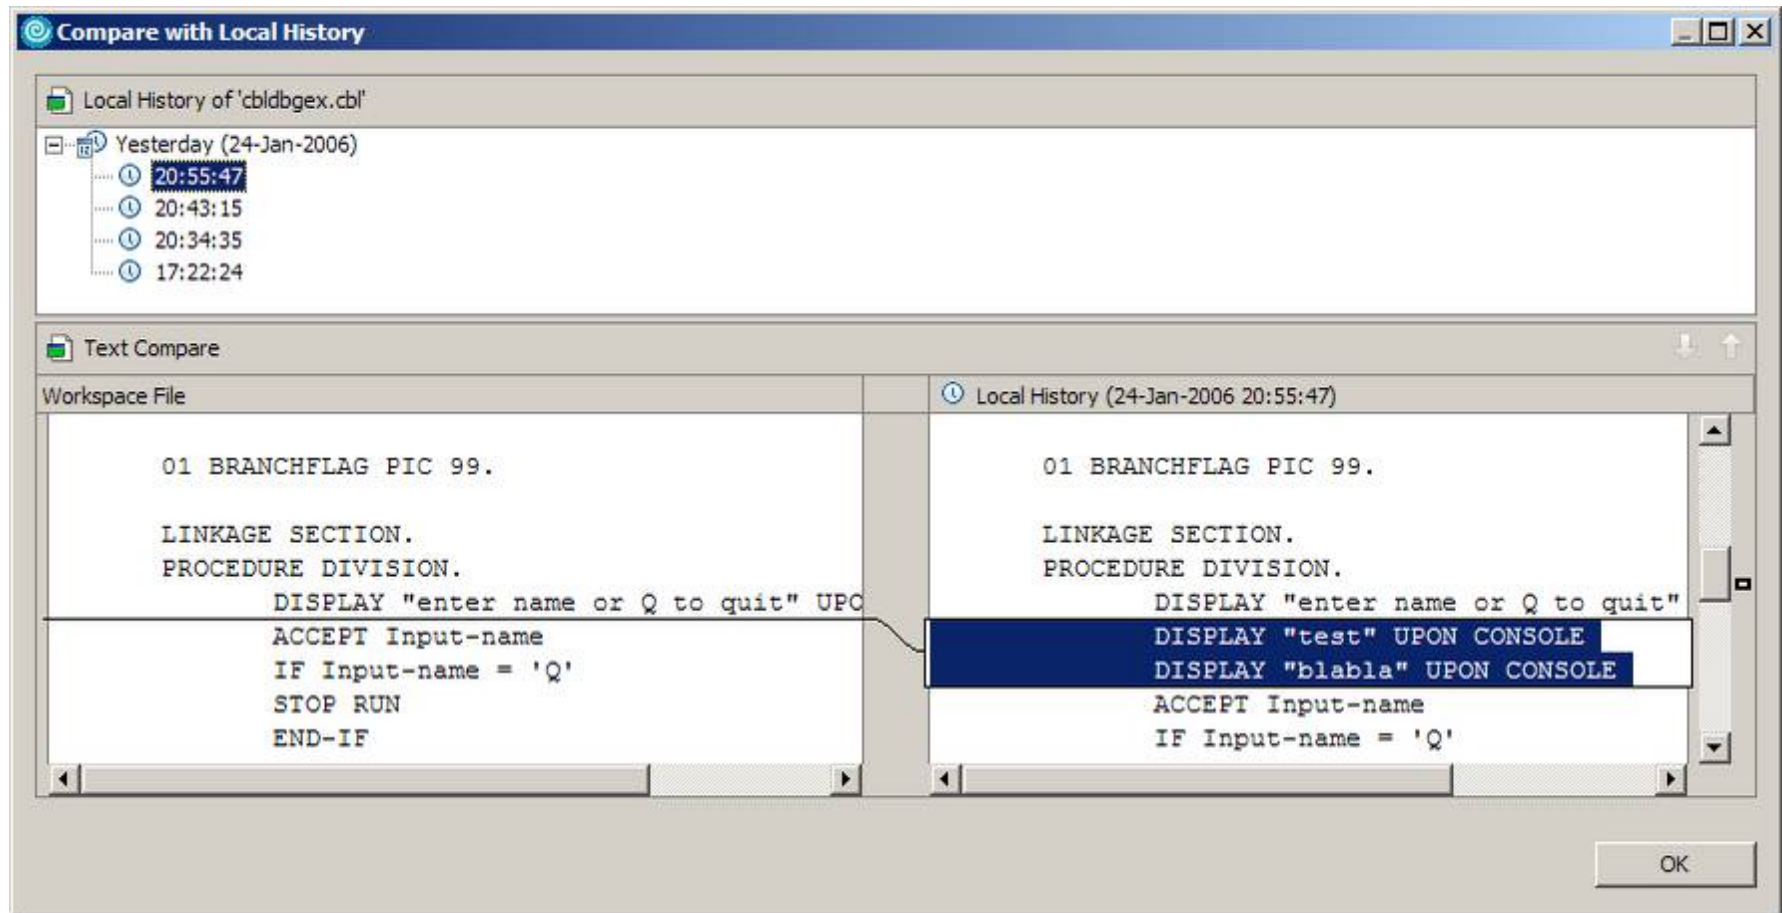 Compare with Local History
Local History of 'cbldbgex.cbl'
Yesterday (24-Jan-2006)
20:55:47
20:43:15
20:34:35
17:22:24
Text Compare
Workspace File
Local History (24-Jan-2006 20:55:47)
01 BRANCHFLAG PIC 99.
LINKAGE SECTION.
PROCEDURE DIVISION.
DISPLAY "enter name or Q to quit" UPO
ACCEPT Input-name
IF Input-name = 'Q'
STOP RUN
END-IF
01 BRANCHFLAG PIC 99.
LINKAGE SECTION.
PROCEDURE DIVISION.
DISPLAY "enter name or Q to quit"
DISPLAY "test" UPON CONSOLE
DISPLAY "blabla" UPON CONSOLE
ACCEPT Input-name
IF Input-name = 'Q'
OK